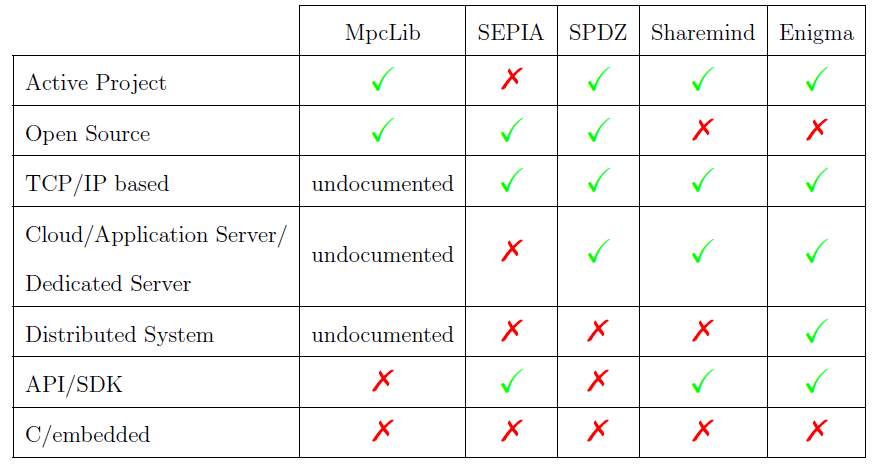 MpcLib SEPIA SPDZ Sharemind Enigma
Active Project ✓ ✗ ✓ ✓ ✓
Open Source ✓ ✓ ✓ ✗ ✗
TCP/IP based undocumented ✓ ✓ ✓ ✓
Cloud/Application Server/
Dedicated Server undocumented ✗ ✓ ✓ ✓
Distributed System undocumented ✗ ✗ ✗ ✓
API/SDK ✗ ✓ ✗ ✓ ✓
C/embedded ✗ ✗ ✗ ✗ ✗